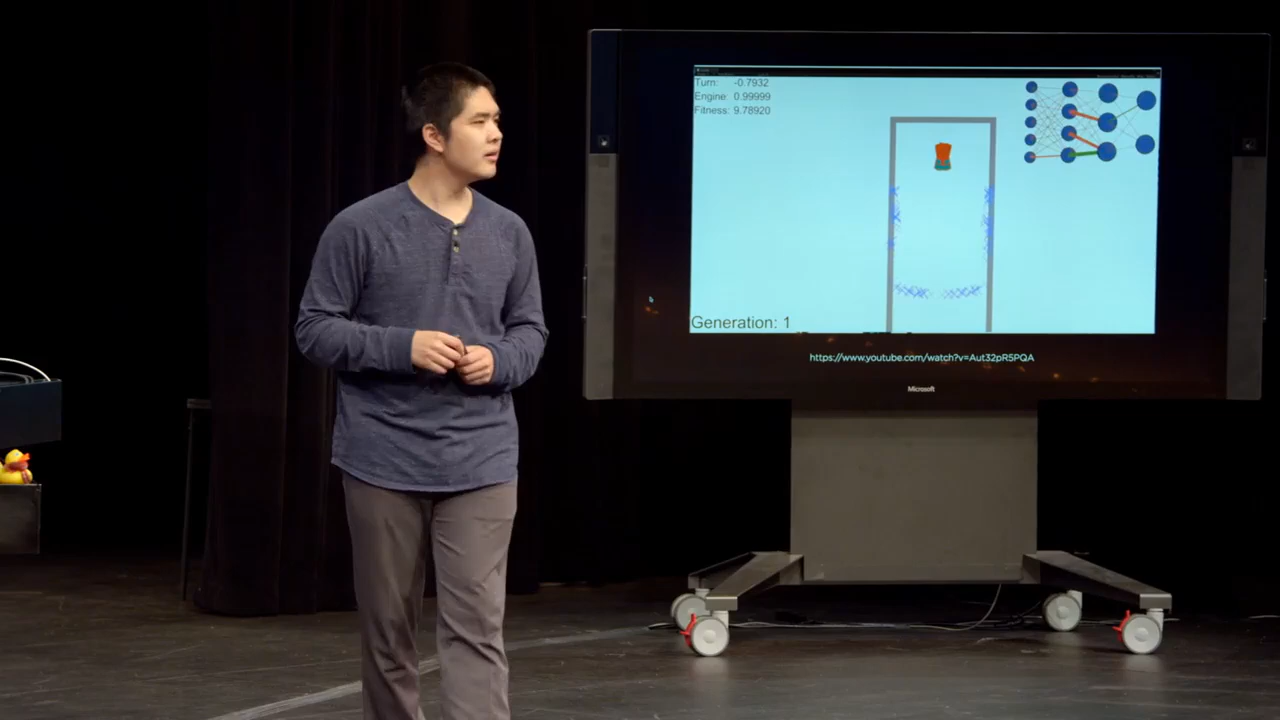 Turn: -0.7932
Engine: 0.99999
Fitness: 9.78920
Generation: 1
https://www.youtube.com/watch?v=Aut32pR5PQA
Microsoft